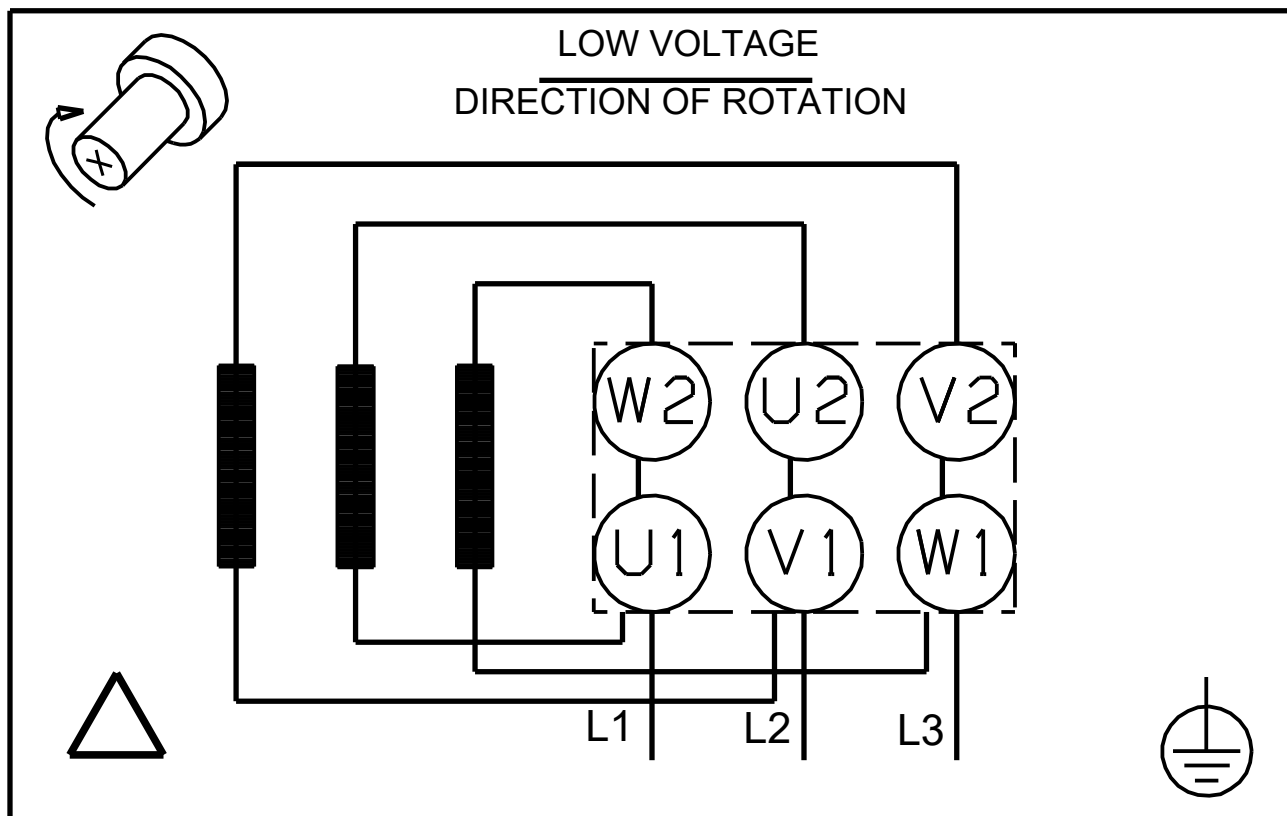 LOW VOLTAGE
DIRECTION OF ROTATION
W2 U2 V2
U1 V1 W1
L1 L2 L3